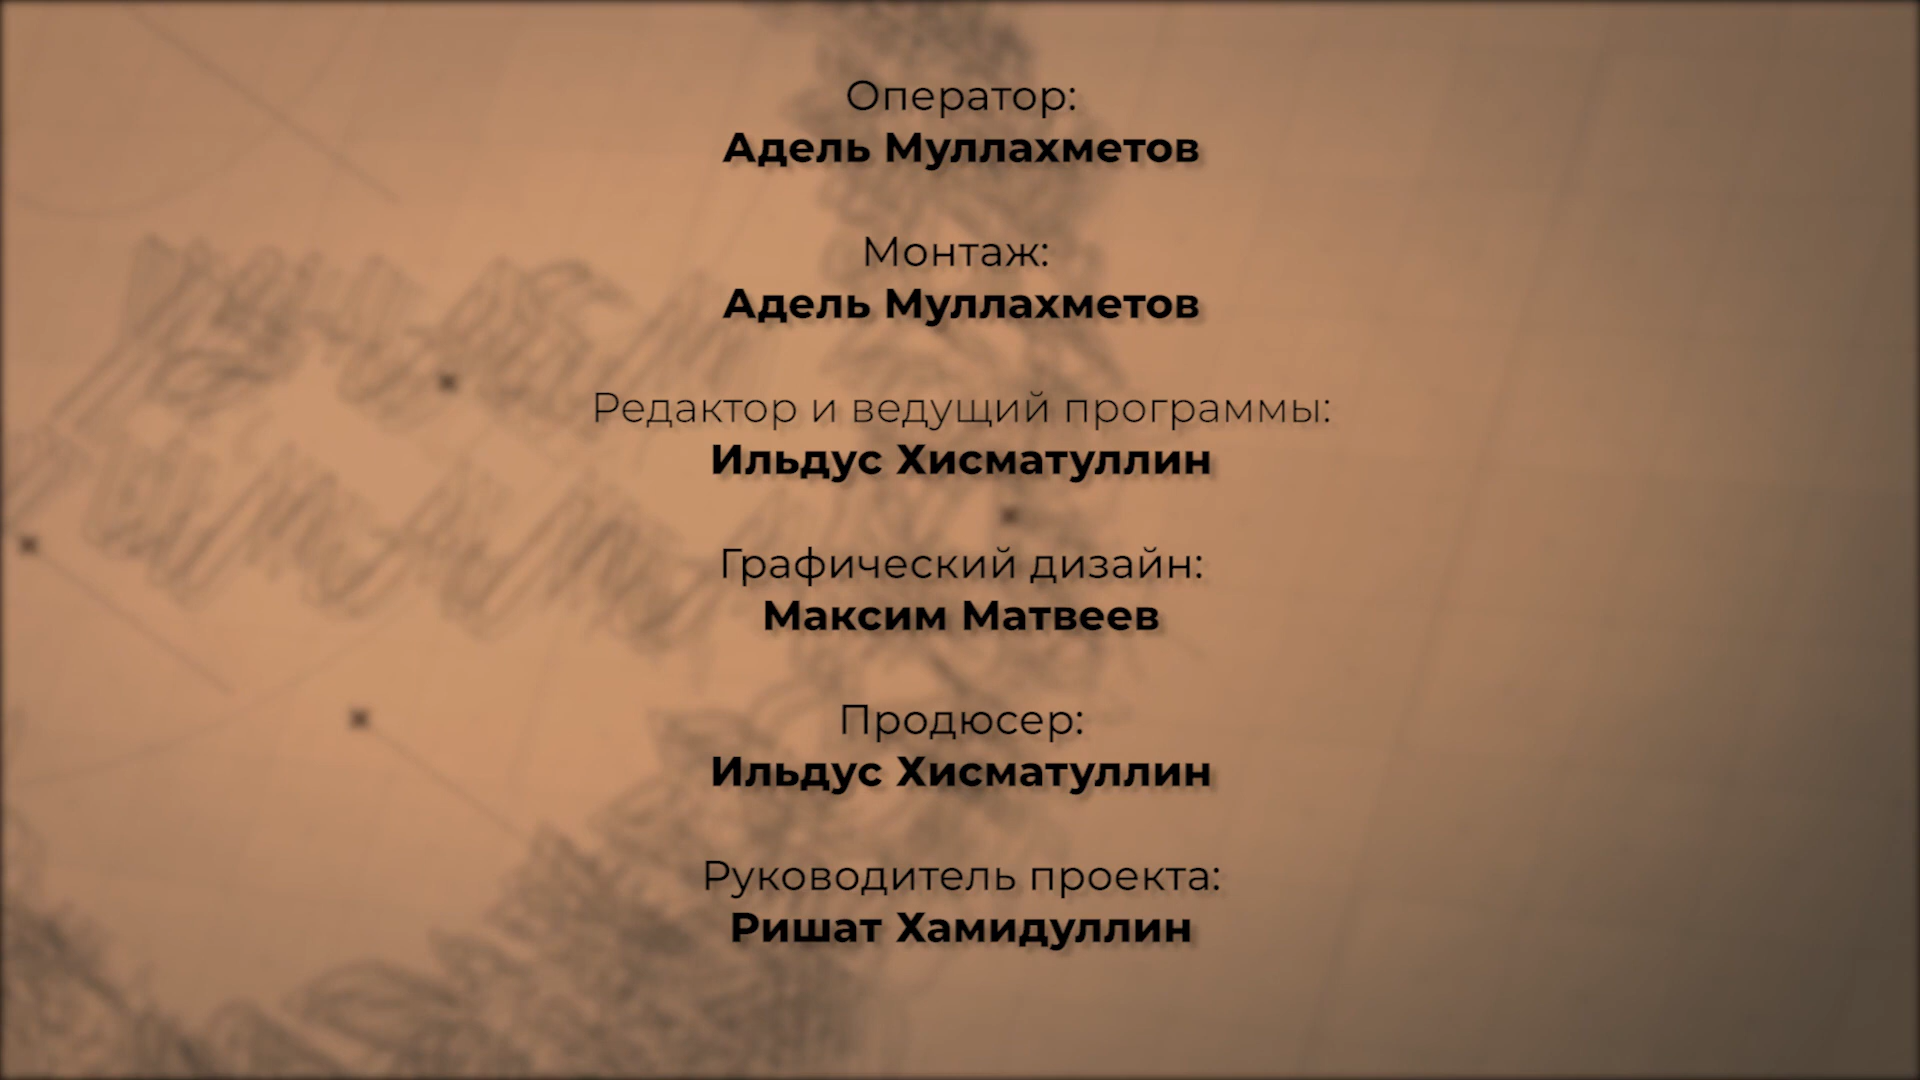 Оператор:
Адель Муллахметов
Монтаж:
Адель Муллахметов
Редактор и ведущий программы:
Ильдус Хисматуллин
Графический дизайн:
Максим Матвеев
Продюсер:
Ильдус Хисматуллин
Руководитель проекта:
Ришат Хамидуллин